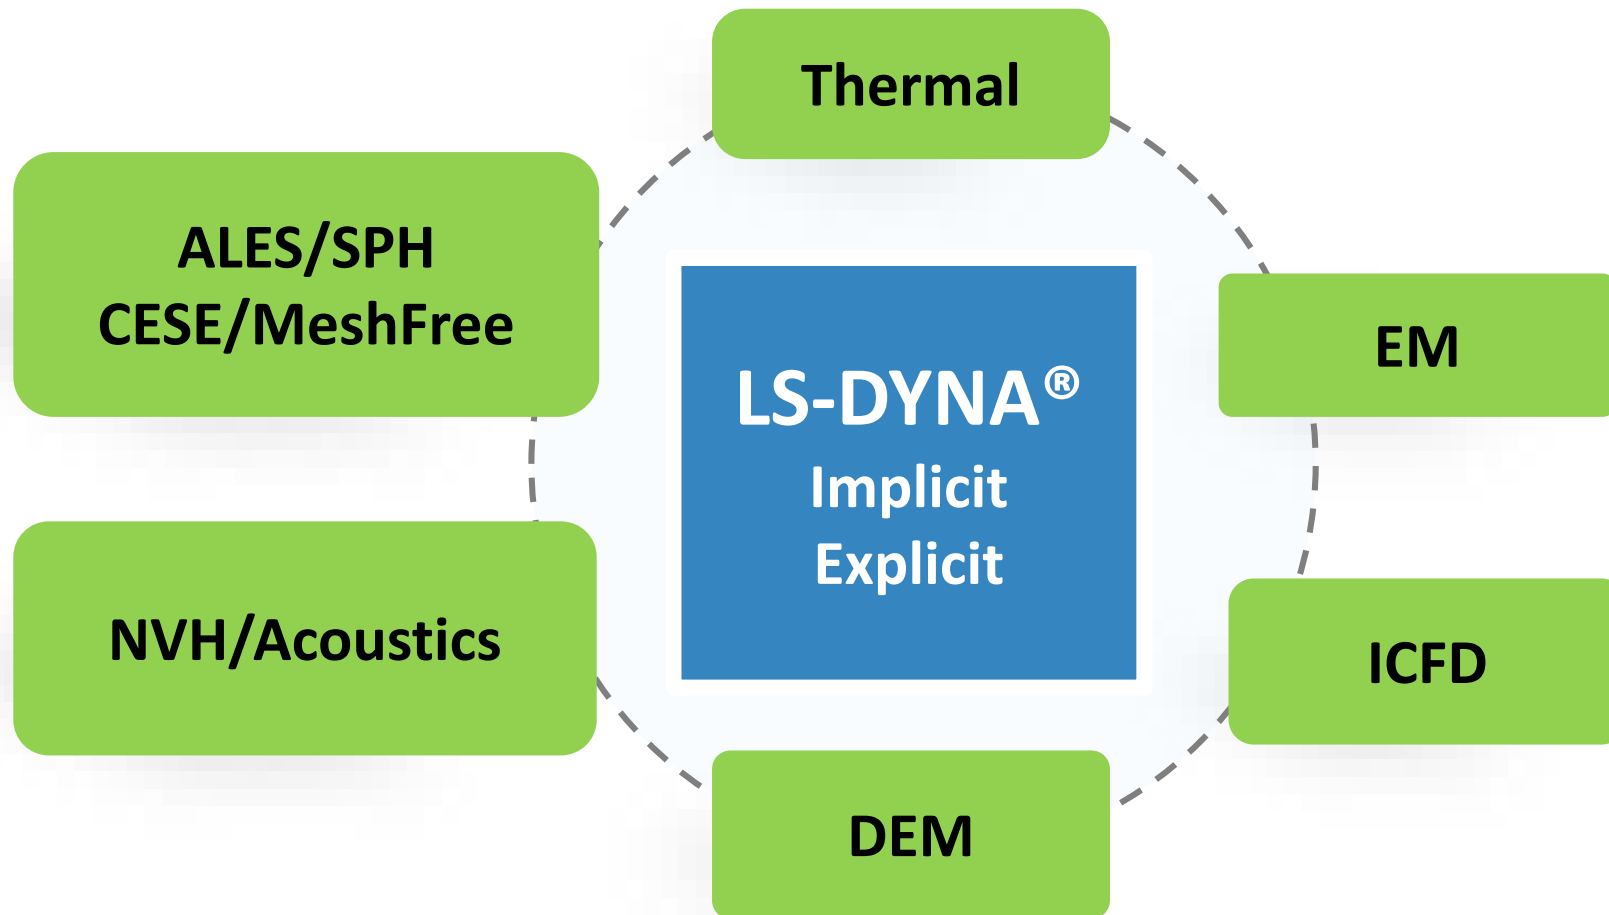 Thermal
ALES/SPH
CESE/MeshFree
EM
LS-DYNA®
Implicit
Explicit
NVH/Acoustics
ICFD
DEM